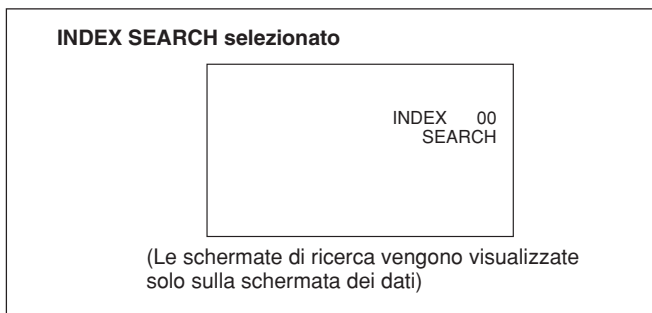 INDEX SEARCH selezionato
INDEX 00
SEARCH
(Le schermate di ricerca vengono visualizzate
solo sulla schermata dei dati)